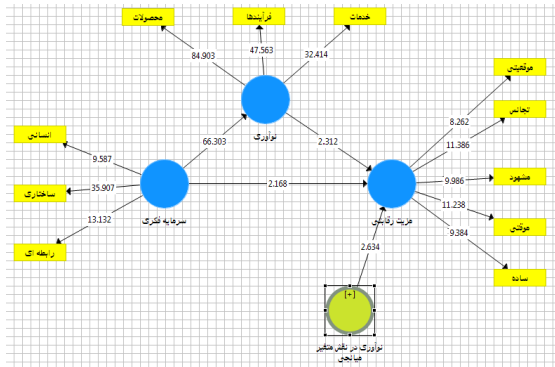 محصولات
فرآیندها
خدمات
84.903
47.563
32.414
موقعیتی
تجانس
مشهود
موقتی
ساده
8.262
11.386
9.986
11.238
9.384
نوآوری
66.303
2.312
انسانی
ساختاری
رابطه ای
9.587
35.907
13.132
سرمایه فکری
2.168
مزیت رقابتی
2.634
[+]
نوآوری در نقش متغیر
میانجی